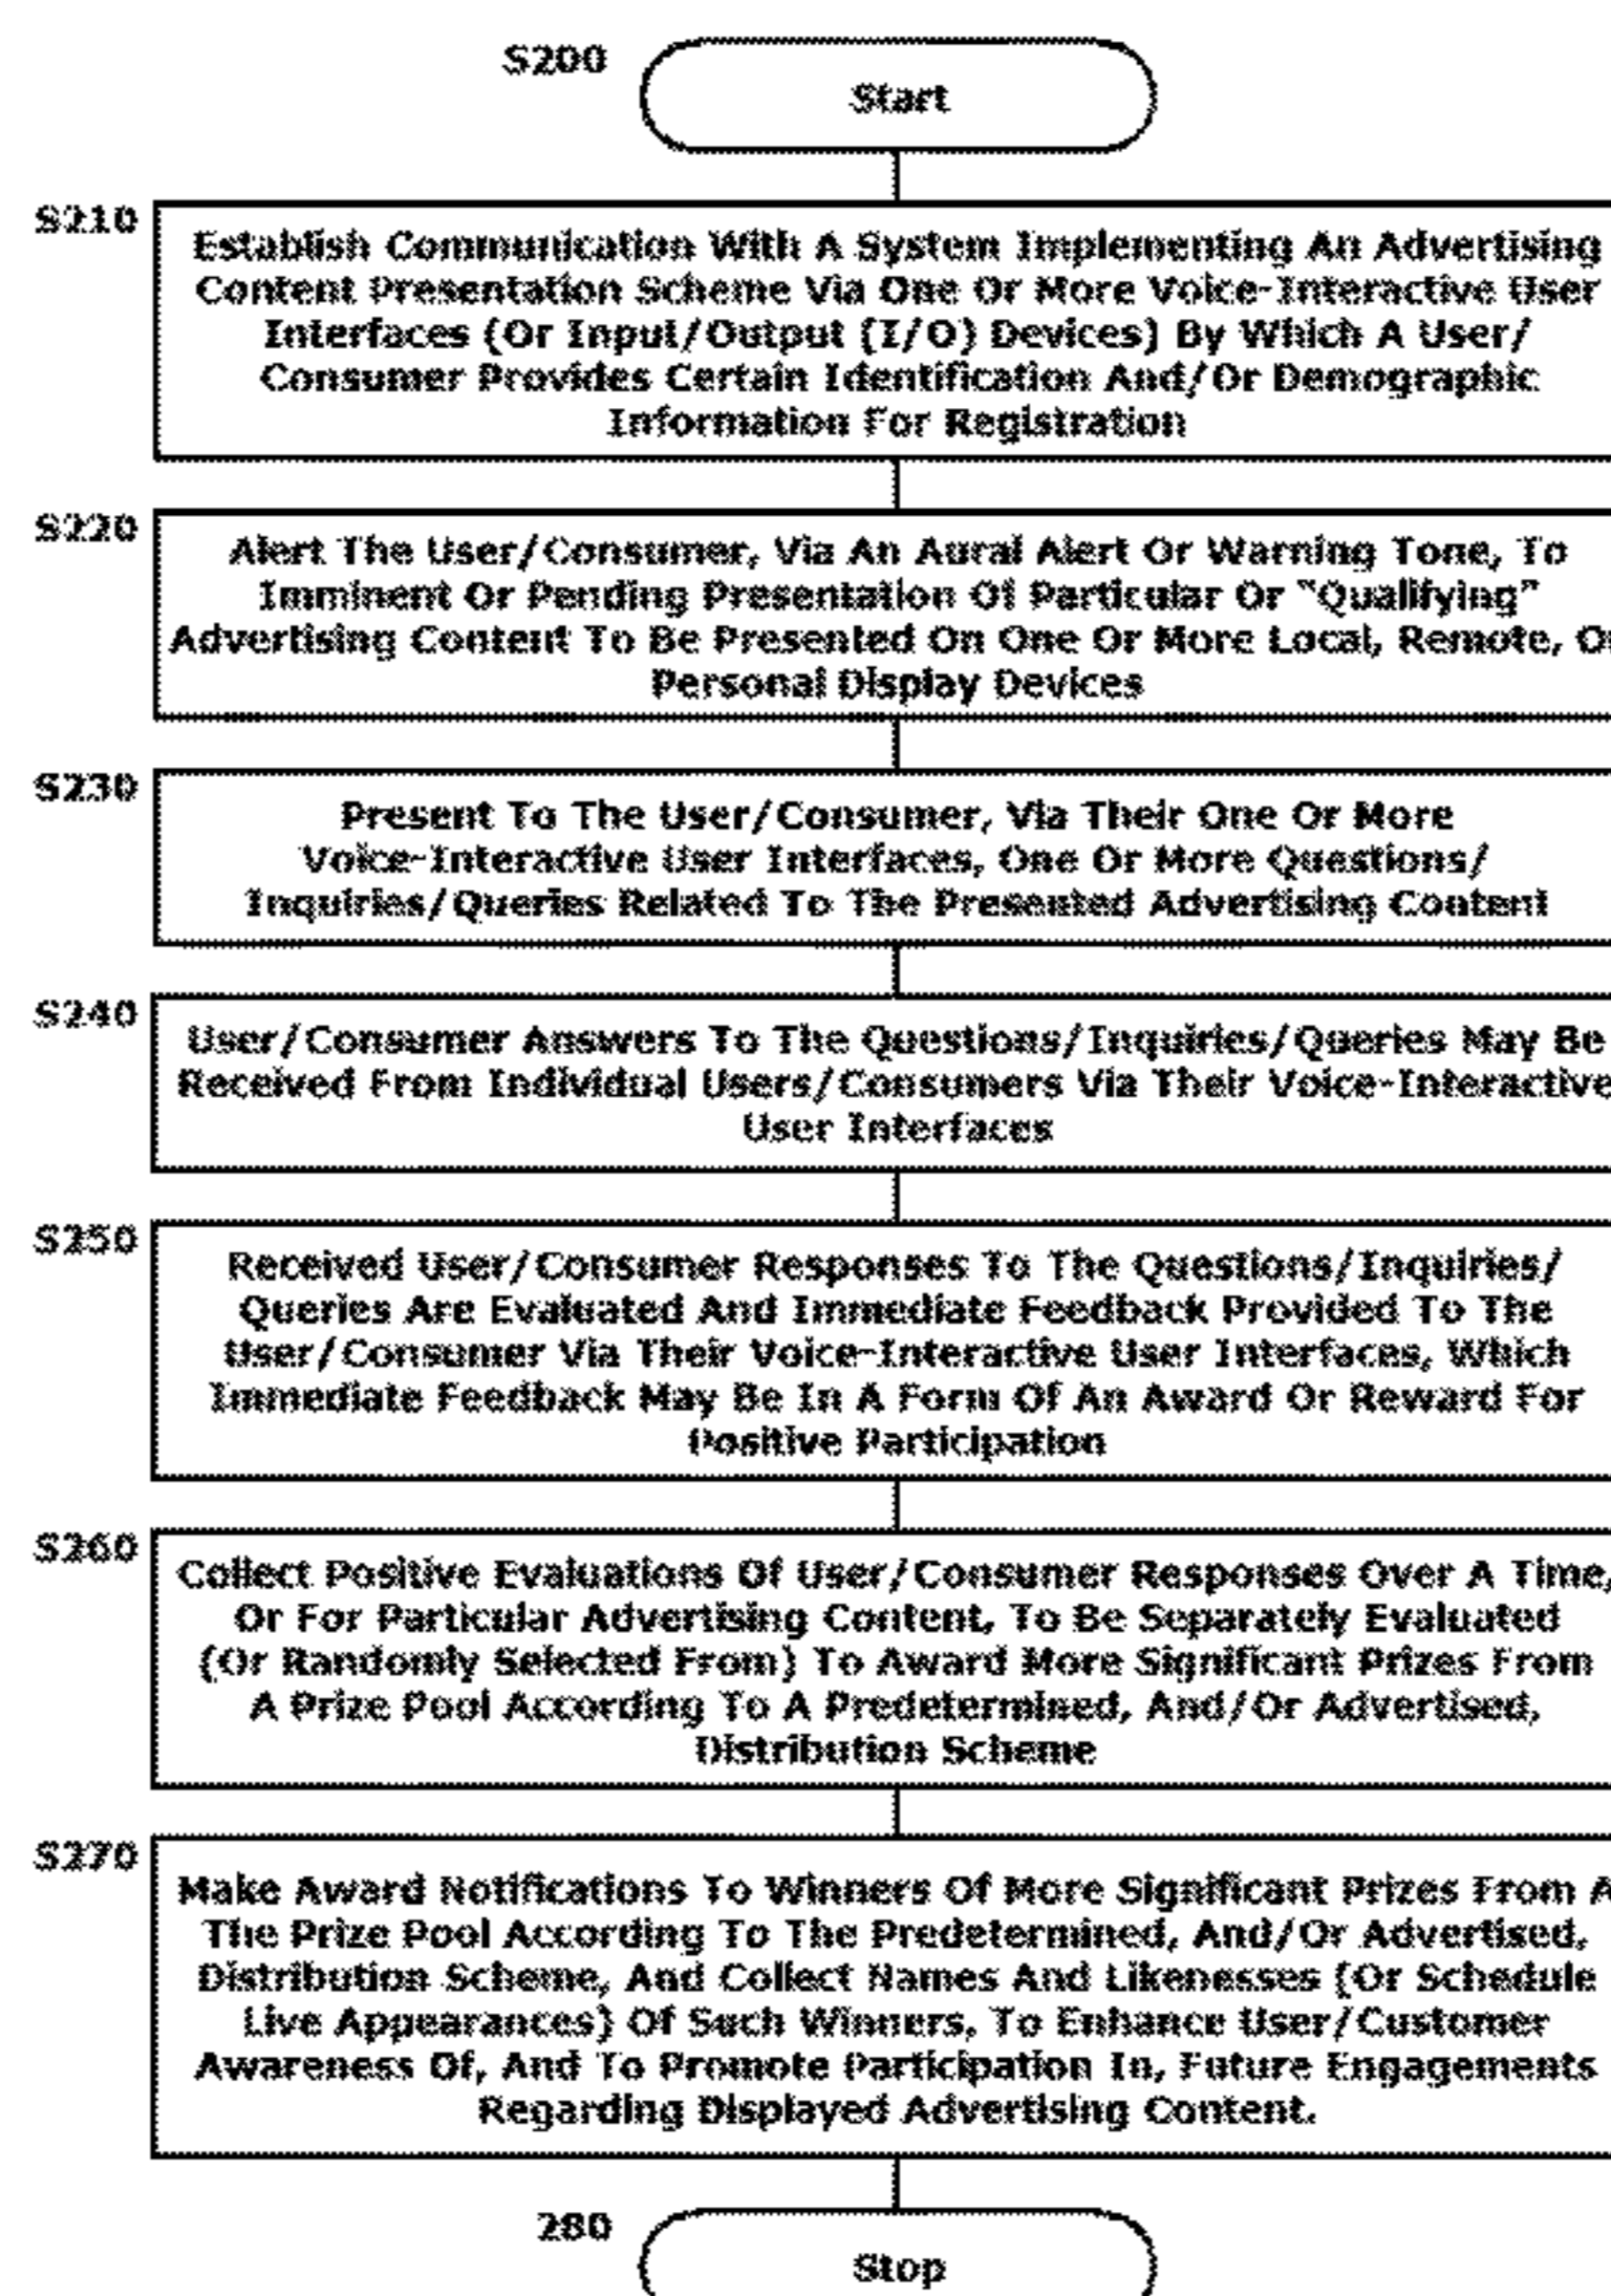 S200
Start
S210
Establish Communication With A System Implementing An Advertising
Content Presentation Scheme Via One Or More Voice-Interactive User
Interfaces (Or Input/Output (I/O) Devices) By Which A User/
Consumer Provides Certain Identification And/Or Demographic
Information For Registration
S220
Alert The User/Consumer, Via An Aural Alert Or Warning Tone, To
Imminent Or Pending Presentation Of Particular Or "Qualifying"
Advertising Content To Be Presented On One Or More Local, Remote, Or
Personal Display Devices
S230
Present To The User/Consumer, Via Their One Or More
Voice-Interactive User Interfaces, One Or More Questions/
Inquiries/Queries Related To The Presented Advertising Content
S240
User/Consumer Answers To The Questions/Inquiries/Queries May Be
Received From Individual Users/Consumers Via Their Voice-Interactive
User Interfaces
S250
Received User/Consumer Responses To The Questions/Inquiries/
Queries Are Evaluated And Immediate Feedback Provided To The
User/Consumer Via Their Voice-Interactive User Interfaces, Which
Immediate Feedback May Be In A Form Of An Award Or Reward For
Positive Participation
S260
Collect Positive Evaluations Of User/Consumer Responses Over A Time,
Or For Particular Advertising Content, To Be Separately Evaluated
(Or Randomly Selected From) To Award More Significant Prizes From
A Prize Pool According To A Predetermined, And/Or Advertised,
Distribution Scheme
S270
Make Award Notifications To Winners Of More Significant Prizes From A
The Prize Pool According To The Predetermined, And/Or Advertised,
Distribution Scheme, And Collect Names And Likenesses (Or Schedule
Live Appearances) Of Such Winners, To Enhance User/Customer
Awareness Of, And To Promote Participation In, Future Engagements
Regarding Displayed Advertising Content.
280
Stop